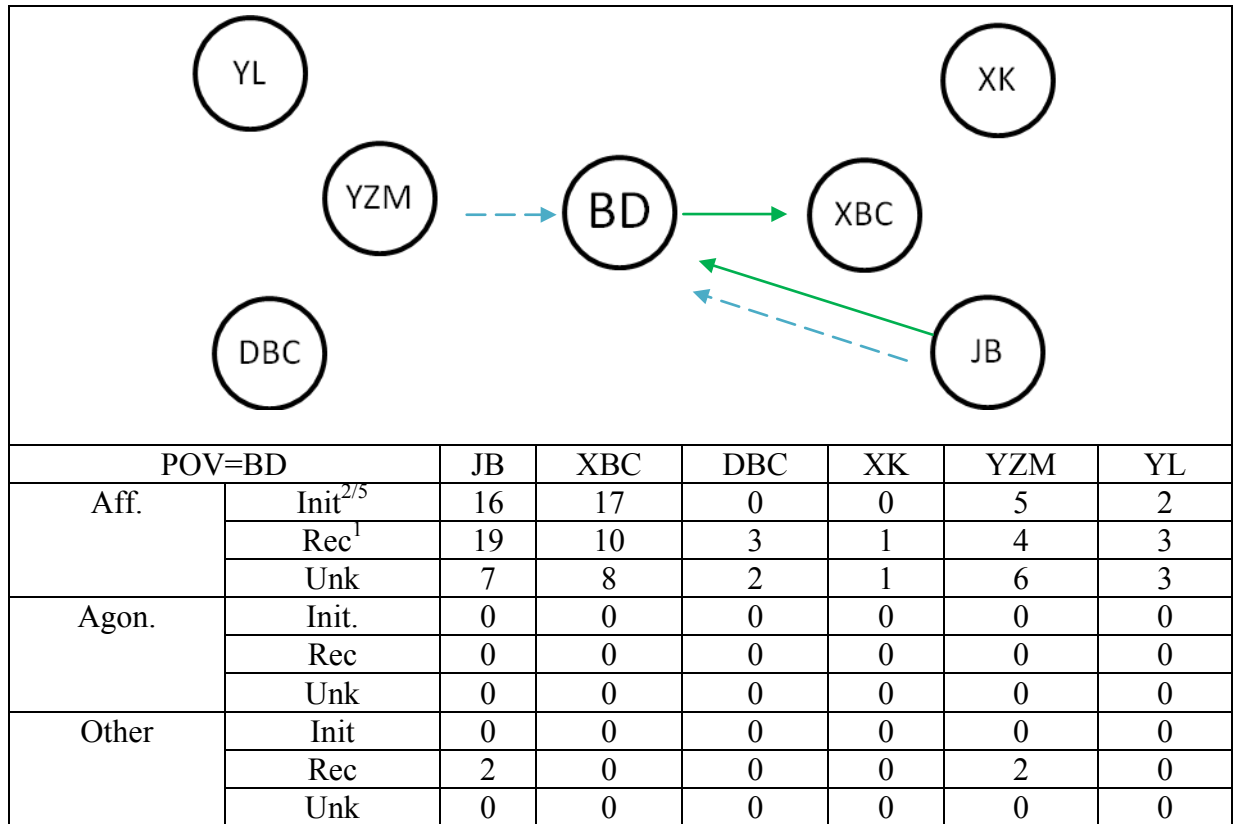 YL
XK
YZM
BD
XBC
DBC
JB
POV=BD JB XBC DBC XK YZM YL
Aff. Init2/5 16 17 0 0 5 2
Rec1 19 10 3 1 4 3
Unk 7 8 2 1 6 3
Agon. Init. 0 0 0 0 0 0
Rec 0 0 0 0 0 0
Unk 0 0 0 0 0 0
Other Init 0 0 0 0 0 0
Rec 2 0 0 0 2 0
Unk 0 0 0 0 0 0